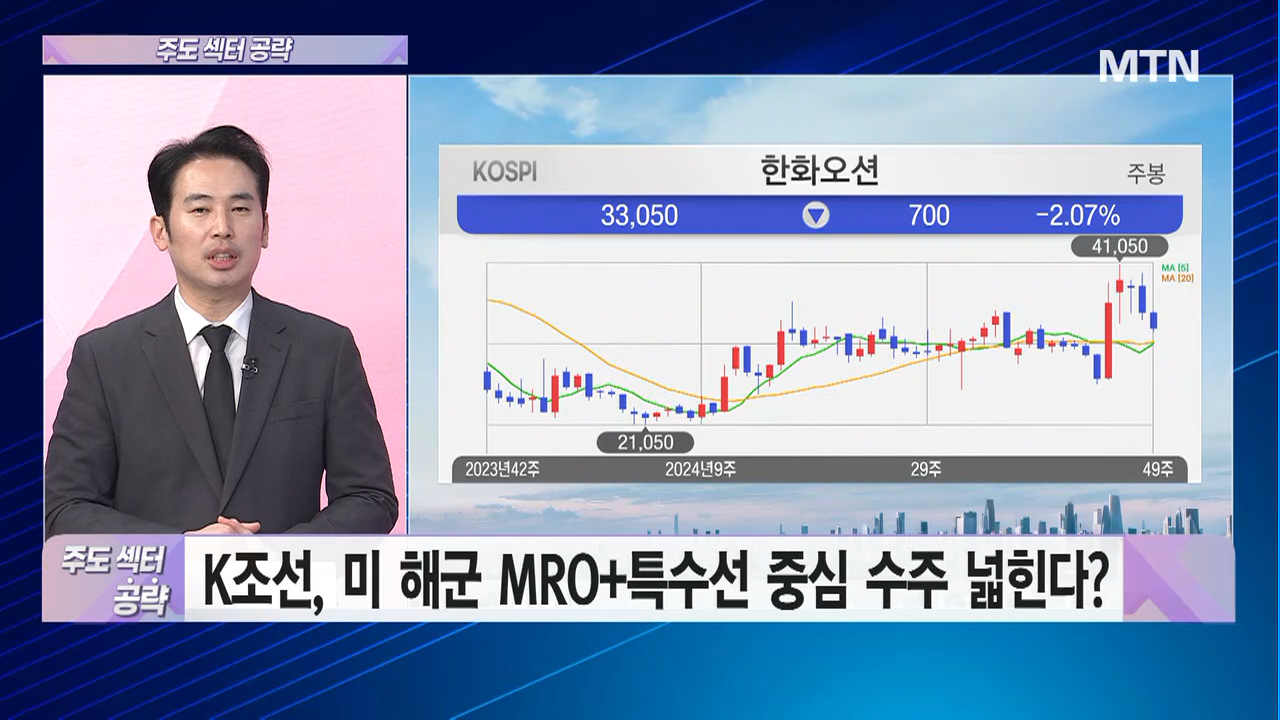 주도 섹터 공략
MTN
KOSPI
한화오션
주봉
33,050 ▼ 700 -2.07%
41,050
MA [5]
MA [20]
21,050
2023년42주 2024년9주 29주 49주
주도 섹터
공략
K조선, 미 해군 MRO+특수선 중심 수주 넓힌다?